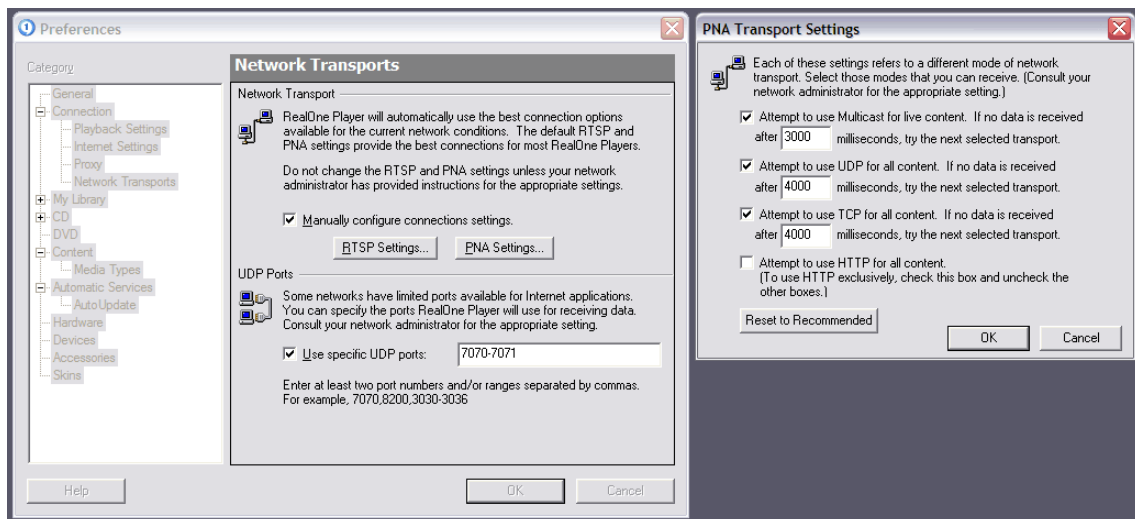 Preferences
Category
General
Connection
Playback Settings
Internet Settings
Proxy
Network Transports
My Library
CD
DVD
Content
Media Types
Automatic Services
AutoUpdate
Hardware
Devices
Accessories
Skins
Network Transports
Network Transport
RealOne Player will automatically use the best connection options
available for the current network conditions. The default RTSP and
PNA settings provide the best connections for most RealOne Players.
Do not change the RTSP and PNA settings unless your network
administrator has provided instructions for the appropriate settings.
Manually configure connections settings.
RTSP Settings... PNA Settings...
UDP Ports
Some networks have limited ports available for Internet applications.
You can specify the ports RealOne Player will use for receiving data.
Consult your network administrator for the appropriate setting.
Use specific UDP ports: 7070-7071
Enter at least two port numbers and/or ranges separated by commas.
For example, 7070,8200,3030-3036
Help OK Cancel
PNA Transport Settings
Each of these settings refers to a different mode of network
transport. Select those modes that you can receive. (Consult your
network administrator for the appropriate setting.)
Attempt to use Multicast for live content. If no data is received
after 3000 milliseconds, try the next selected transport.
Attempt to use UDP for all content. If no data is received
after 4000 milliseconds, try the next selected transport.
Attempt to use TCP for all content. If no data is received
after 4000 milliseconds, try the next selected transport.
Attempt to use HTTP for all content.
(To use HTTP exclusively, check this box and uncheck the
other boxes.)
Reset to Recommended
OK Cancel